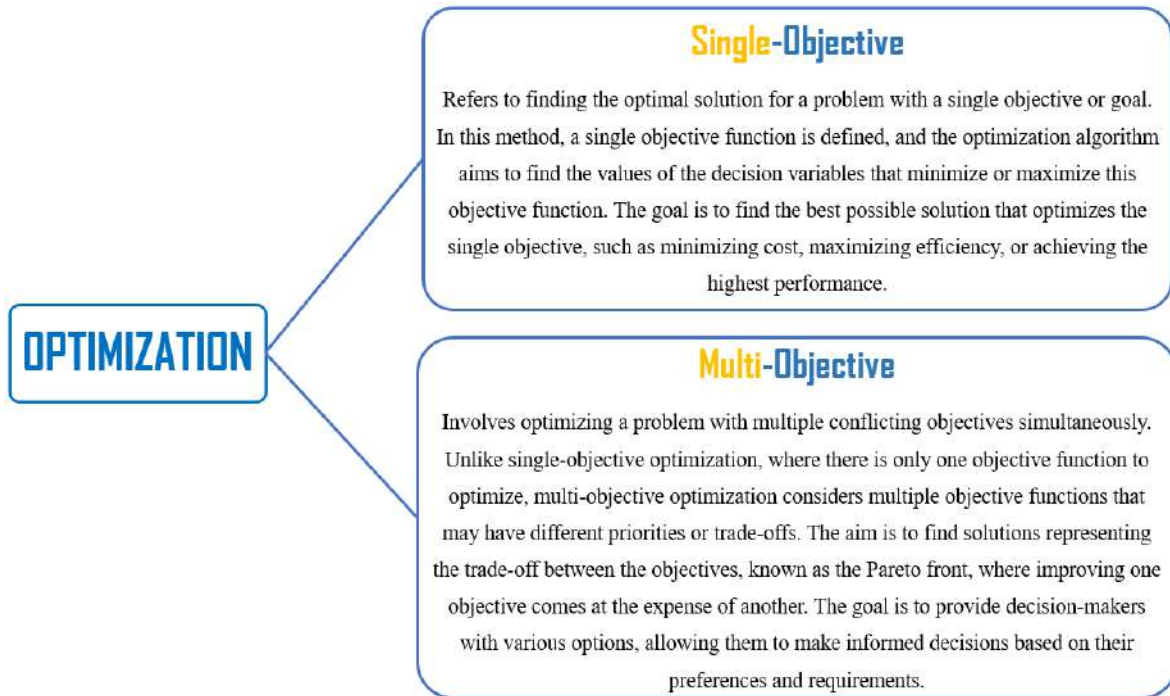 Single-Objective
Refers to finding the optimal solution for a problem with a single objective or goal.
In this method, a single objective function is defined, and the optimization algorithm
aims to find the values of the decision variables that minimize or maximize this
objective function. The goal is to find the best possible solution that optimizes the
single objective, such as minimizing cost, maximizing efficiency, or achieving the
highest performance.
OPTIMIZATION
Multi-Objective
Involves optimizing a problem with multiple conflicting objectives simultaneously.
Unlike single-objective optimization, where there is only one objective function to
optimize, multi-objective optimization considers multiple objective functions that
may have different priorities or trade-offs. The aim is to find solutions representing
the trade-off between the objectives, known as the Pareto front, where improving one
objective comes at the expense of another. The goal is to provide decision-makers
with various options, allowing them to make informed decisions based on their
preferences and requirements.